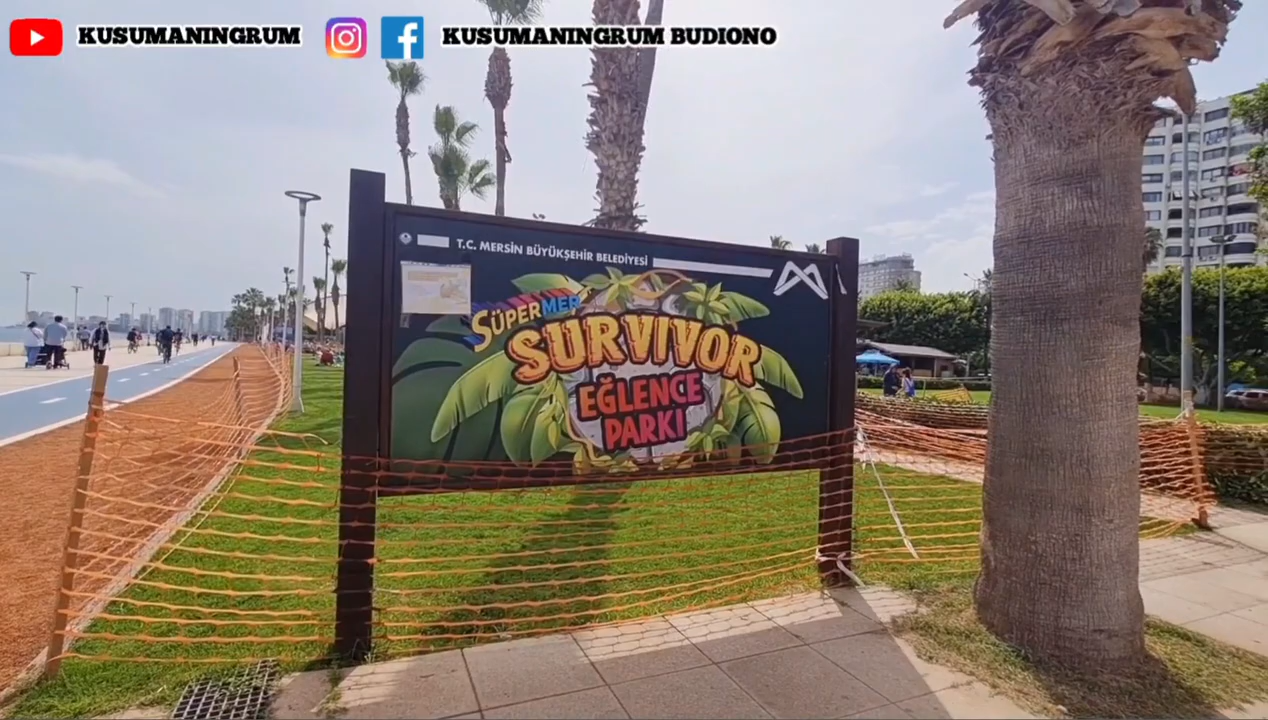 KUSUMANINGRUM
KUSUMANINGRUM BUDIONO
T.C. MERSİN BÜYÜKŞEHİR BELEDİYESİ
SÜPERMER
SURVIVOR
EĞLENCE
PARKI